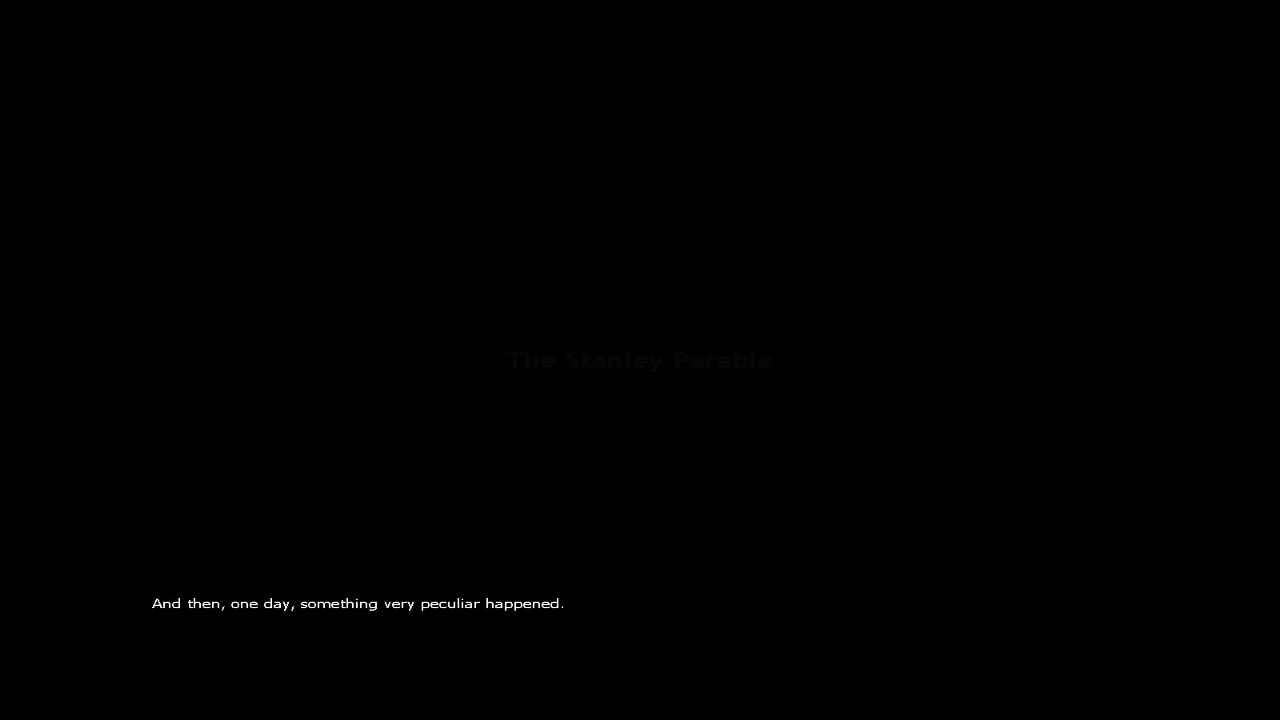 The Stanley Parable
And then, one day, something very peculiar happened.